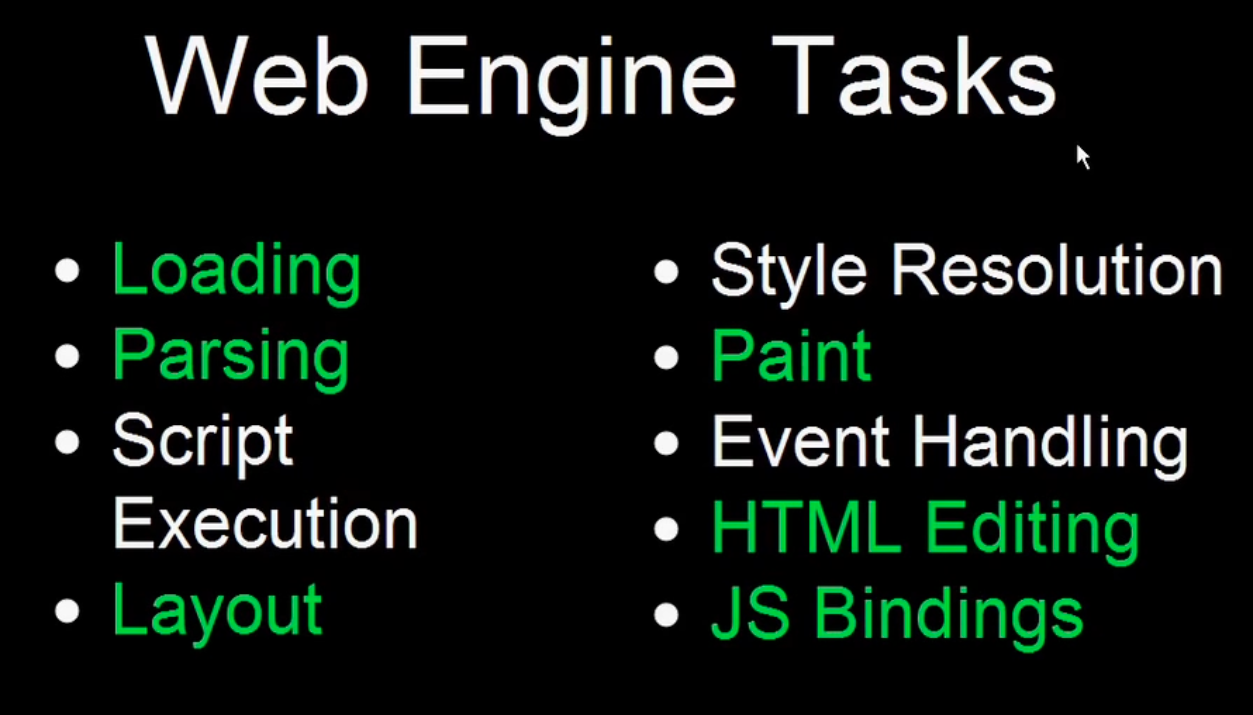 Web Engine Tasks
• Loading
• Parsing
• Script
Execution
• Layout
• Style Resolution
• Paint
• Event Handling
• HTML Editing
• JS Bindings